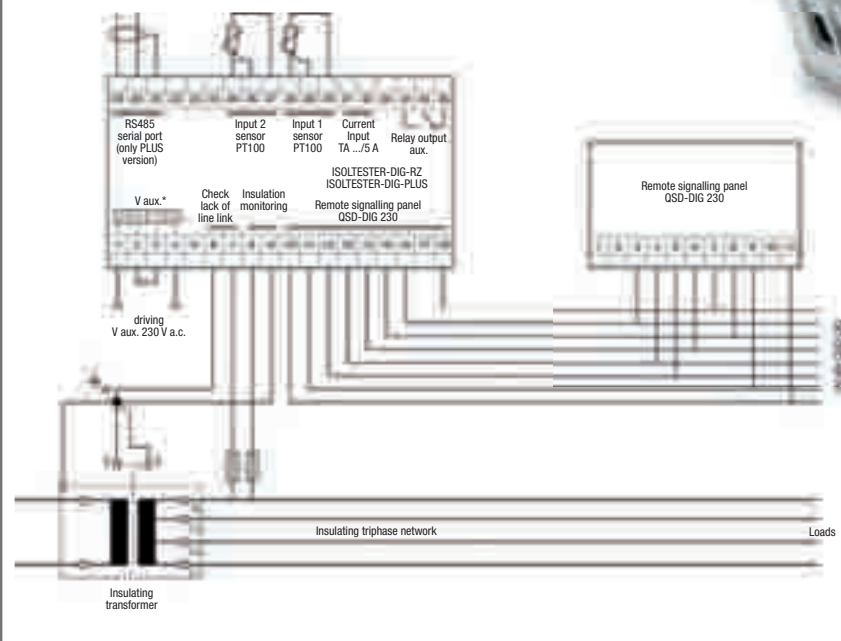 RS485
serial port
(only PLUS
version)
Input 2
sensor
PT100
Input 1
sensor
PT100
Current
Input
TA .../5 A
Relay output
aux.
ISOLTESTER-DIG-RZ
ISOLTESTER-DIG-PLUS
V aux.*
Check
lack of
line link
Insulation
monitoring
Remote signalling panel
QSD-DIG 230
Remote signalling panel
QSD-DIG 230
driving
V aux. 230 V a.c.
Insulating triphase network
Loads
Insulating
transformer